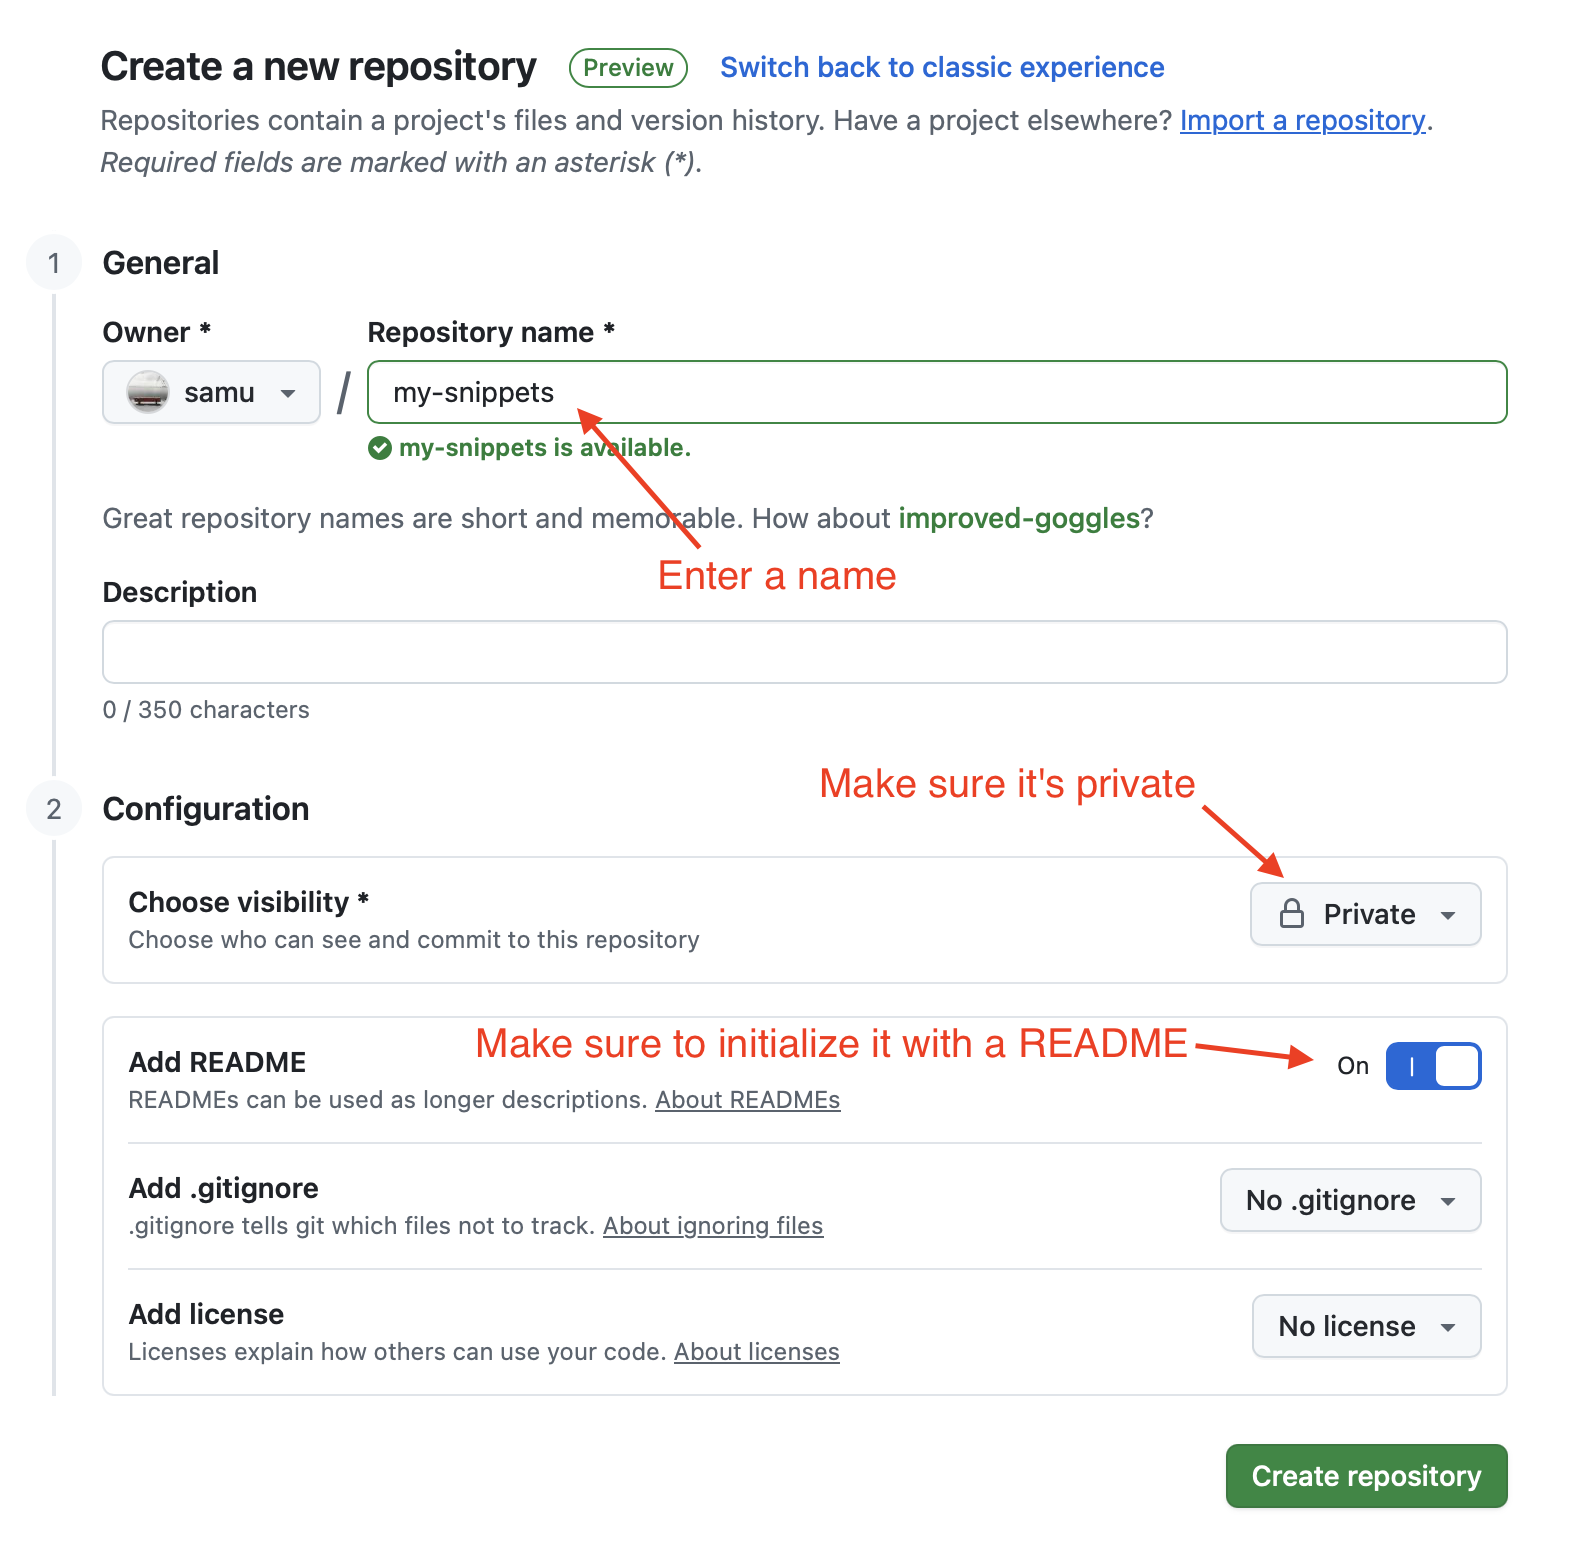 Create a new repository Preview Switch back to classic experience
Repositories contain a project's files and version history. Have a project elsewhere? Import a repository.
Required fields are marked with an asterisk (*).
1 General
Owner * Repository name *
samu / my-snippets
my-snippets is available.
Great repository names are short and memorable. How about improved-goggles?
Enter a name
Description
0 / 350 characters
Make sure it's private
2 Configuration
Choose visibility *
Choose who can see and commit to this repository
Private
Make sure to initialize it with a README
Add README
On
READMEs can be used as longer descriptions. About READMEs
Add .gitignore
.gitignore tells git which files not to track. About ignoring files
No .gitignore
Add license
Licenses explain how others can use your code. About licenses
No license
Create repository